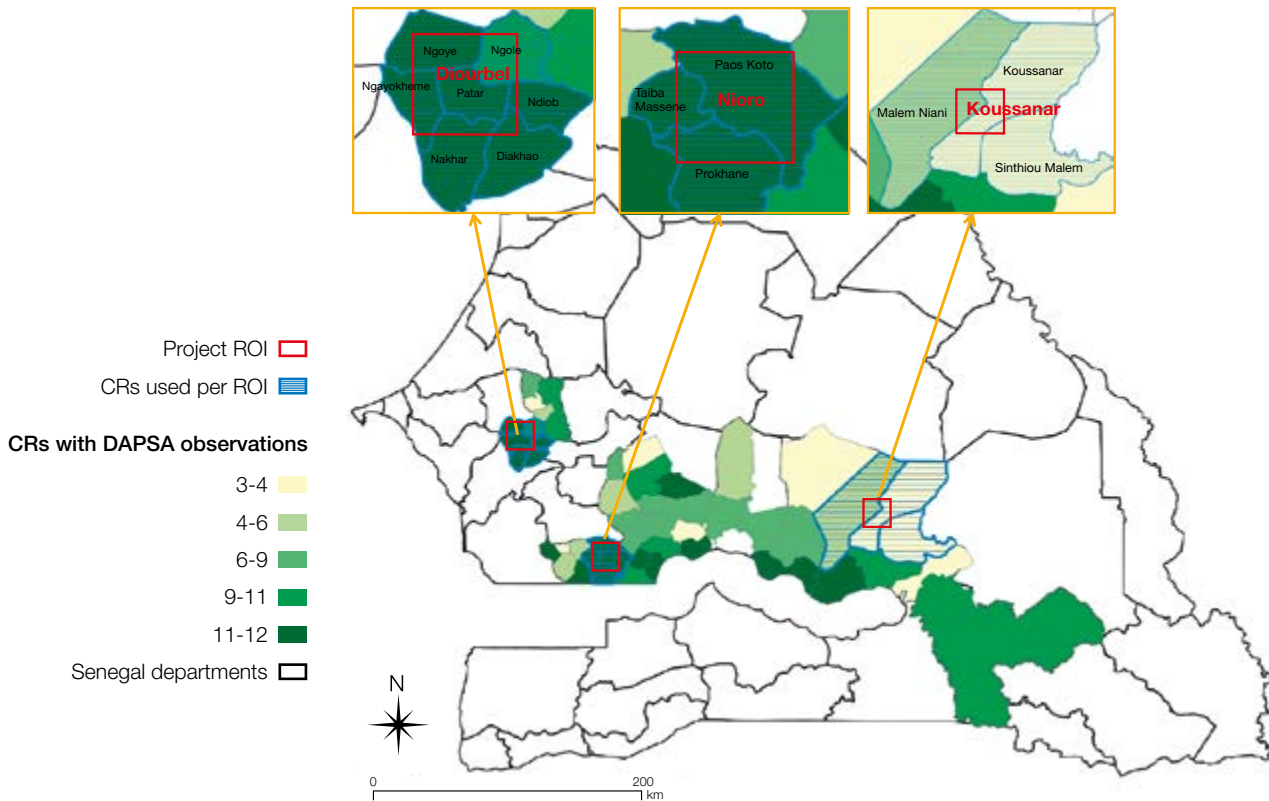 Ngoye
Ngole
Diourbel
Ngayokheme
Patar
Ndiob
Nakhar
Diakhao
Paos Koto
Taiba
Massene
Nioro
Prokhane
Koussanar
Malem Niani
Koussanar
Sinthiou Malem
Project ROI
CRs used per ROI
CRs with DAPSA observations
3-4
4-6
6-9
9-11
11-12
Senegal departments
N
0
200
km